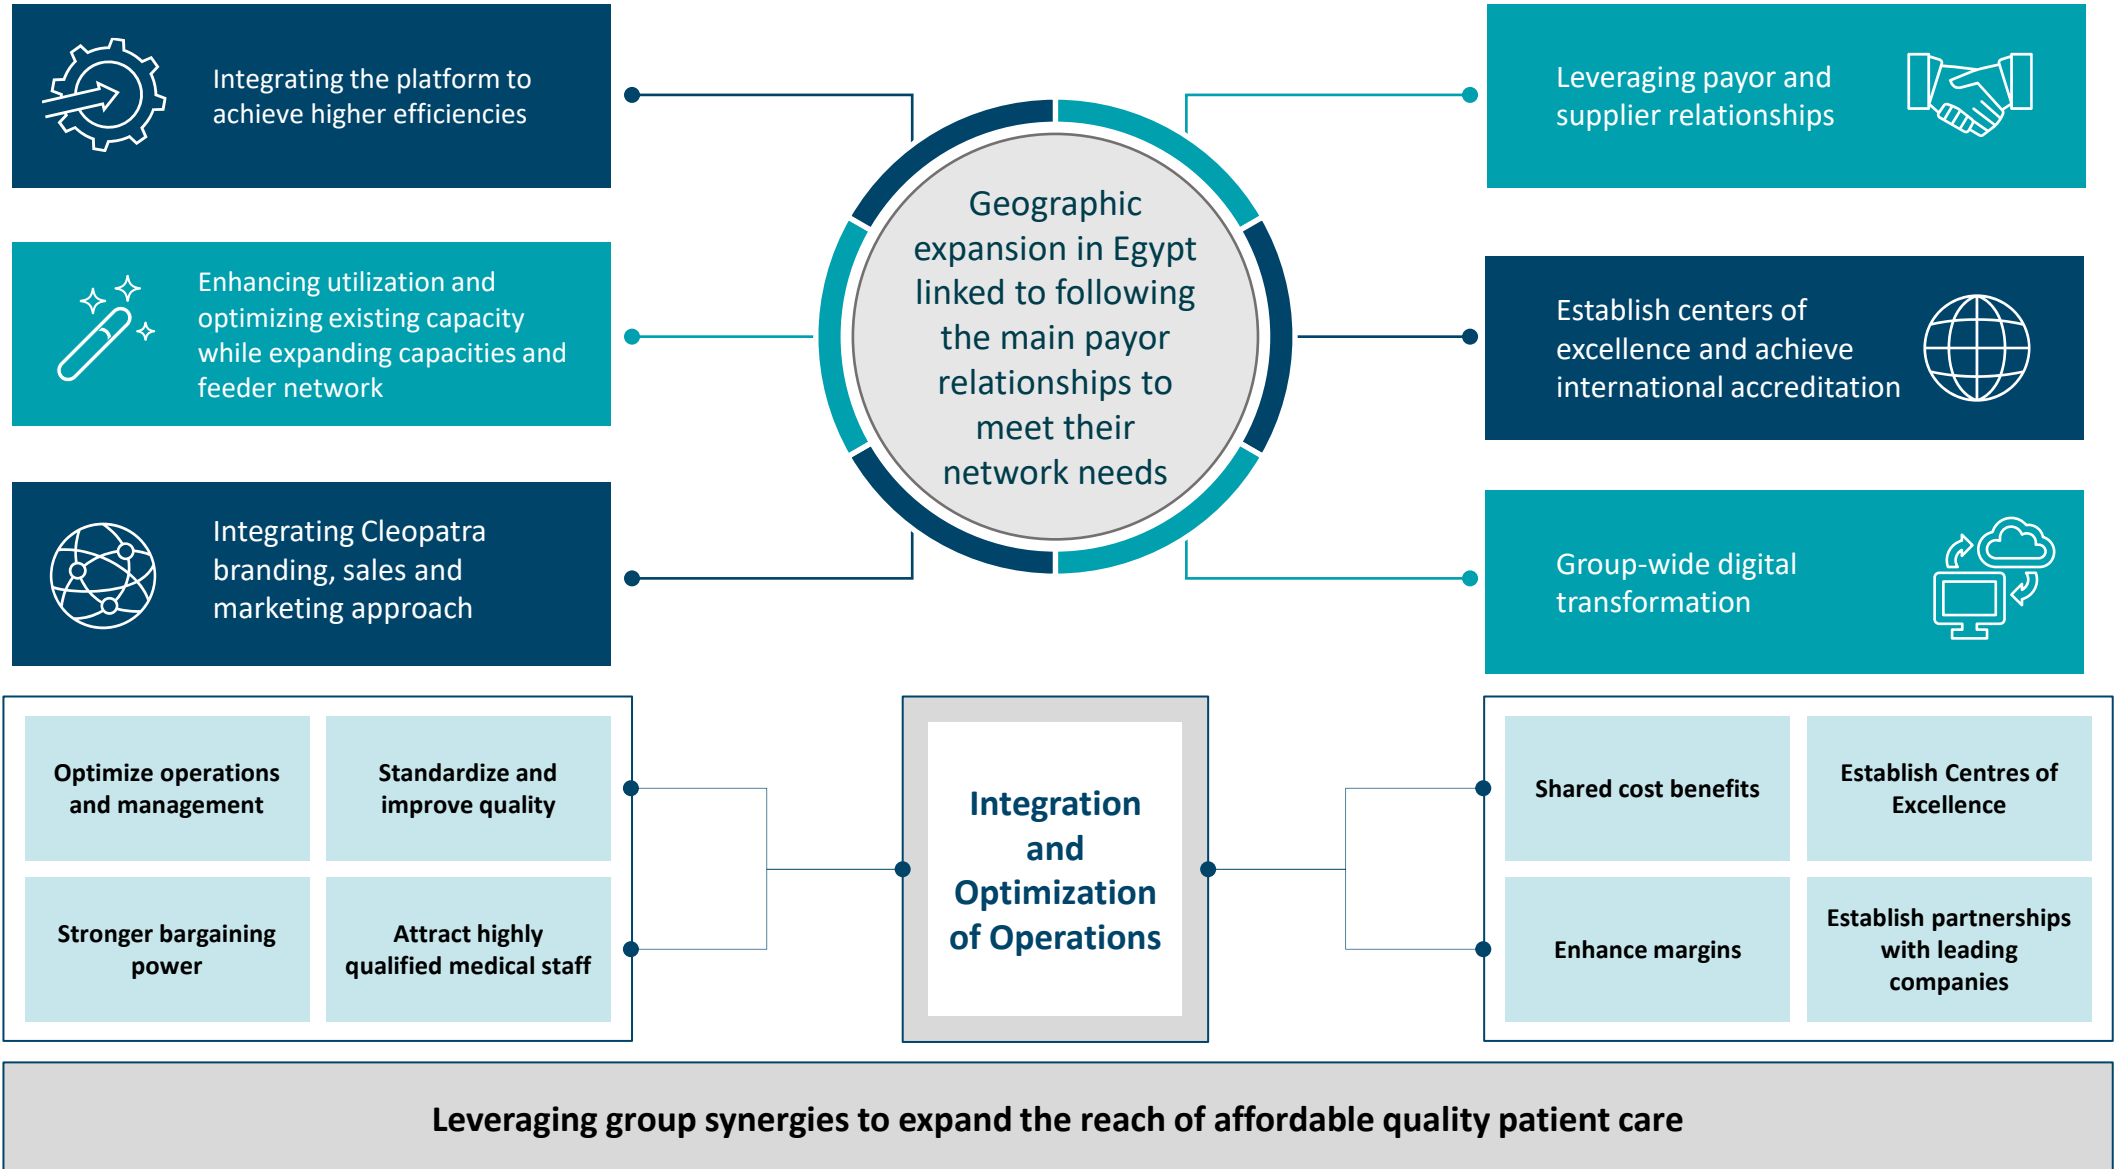 Integrating the platform to
achieve higher efficiencies
Enhancing utilization and
optimizing existing capacity
while expanding capacities and
feeder network
Integrating Cleopatra
branding, sales and
marketing approach
Geographic
expansion in Egypt
linked to following
the main payor
relationships to
meet their
network needs
Leveraging payor and
supplier relationships
Establish centers of
excellence and achieve
international accreditation
Group-wide digital
transformation
Optimize operations
and management
Standardize and
improve quality
Stronger bargaining
power
Attract highly
qualified medical staff
Integration
and
Optimization
of Operations
Shared cost benefits
Establish Centres of
Excellence
Enhance margins
Establish partnerships
with leading
companies
Leveraging group synergies to expand the reach of affordable quality patient care